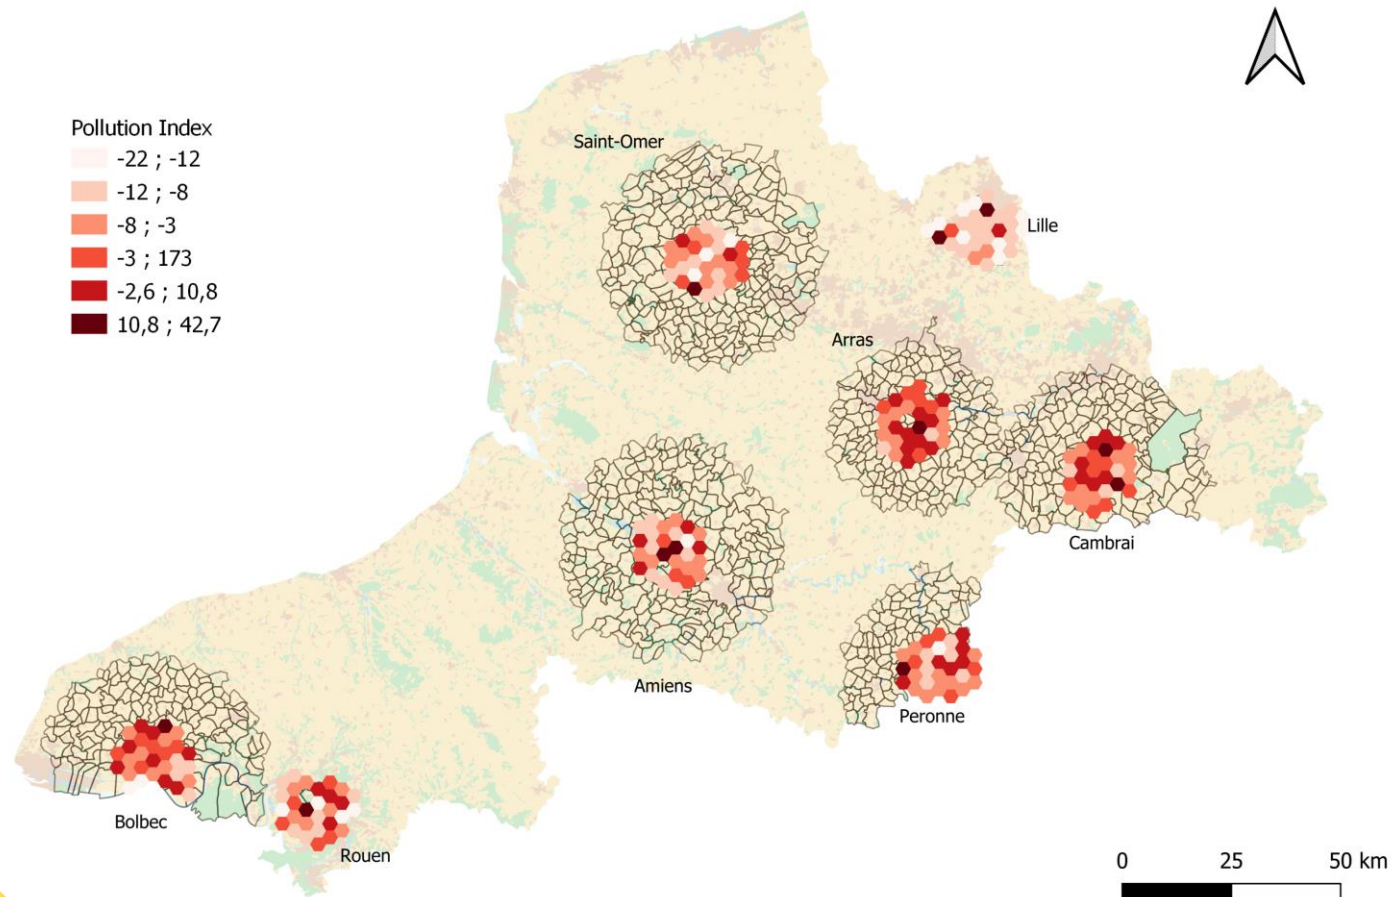 Pollution Index
-22 ; -12
-12 ; -8
-8 ; -3
-3 ; 173
-2,6 ; 10,8
10,8 ; 42,7
Saint-Omer
Lille
Arras
Cambrai
Amiens
Peronne
Bolbec
Rouen
0 25 50 km